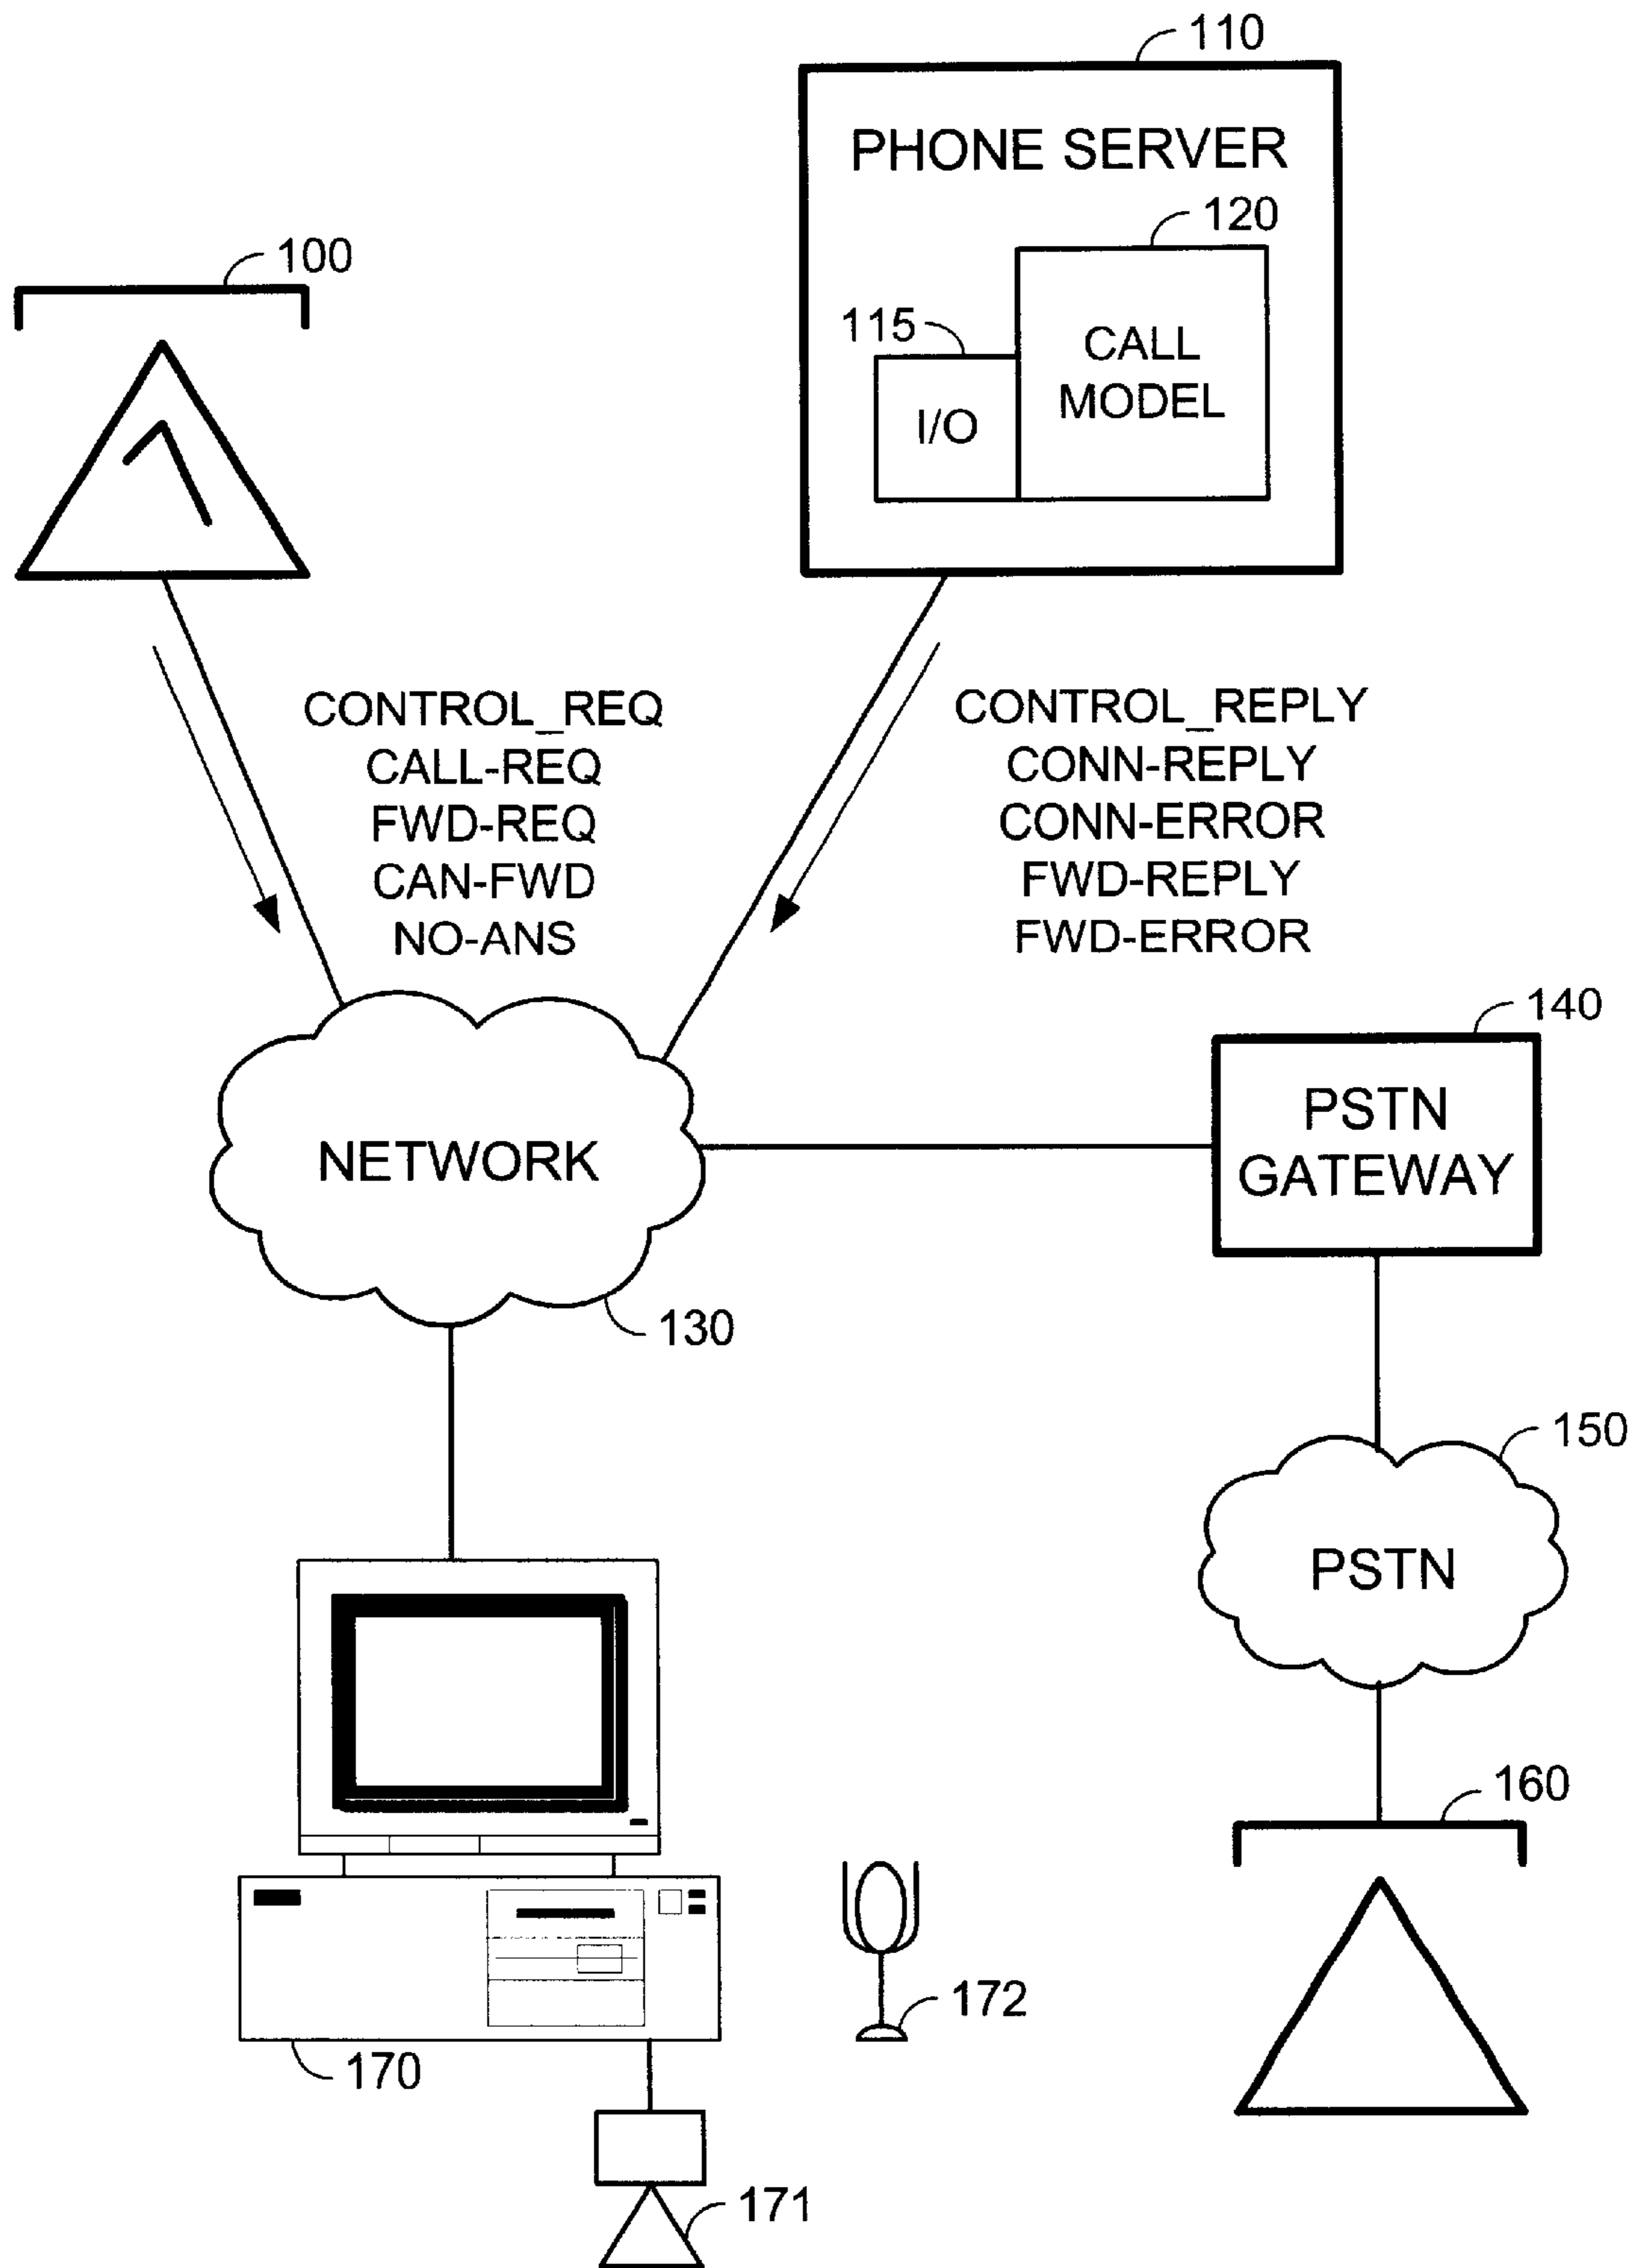 110
PHONE SERVER
120
100
115
CALL
MODEL
I/O
CONTROL_REQ
CALL-REQ
FWD-REQ
CAN-FWD
NO-ANS
CONTROL_REPLY
CONN-REPLY
CONN-ERROR
FWD-REPLY
FWD-ERROR
140
PSTN
GATEWAY
NETWORK
130
150
PSTN
160
172
170
171